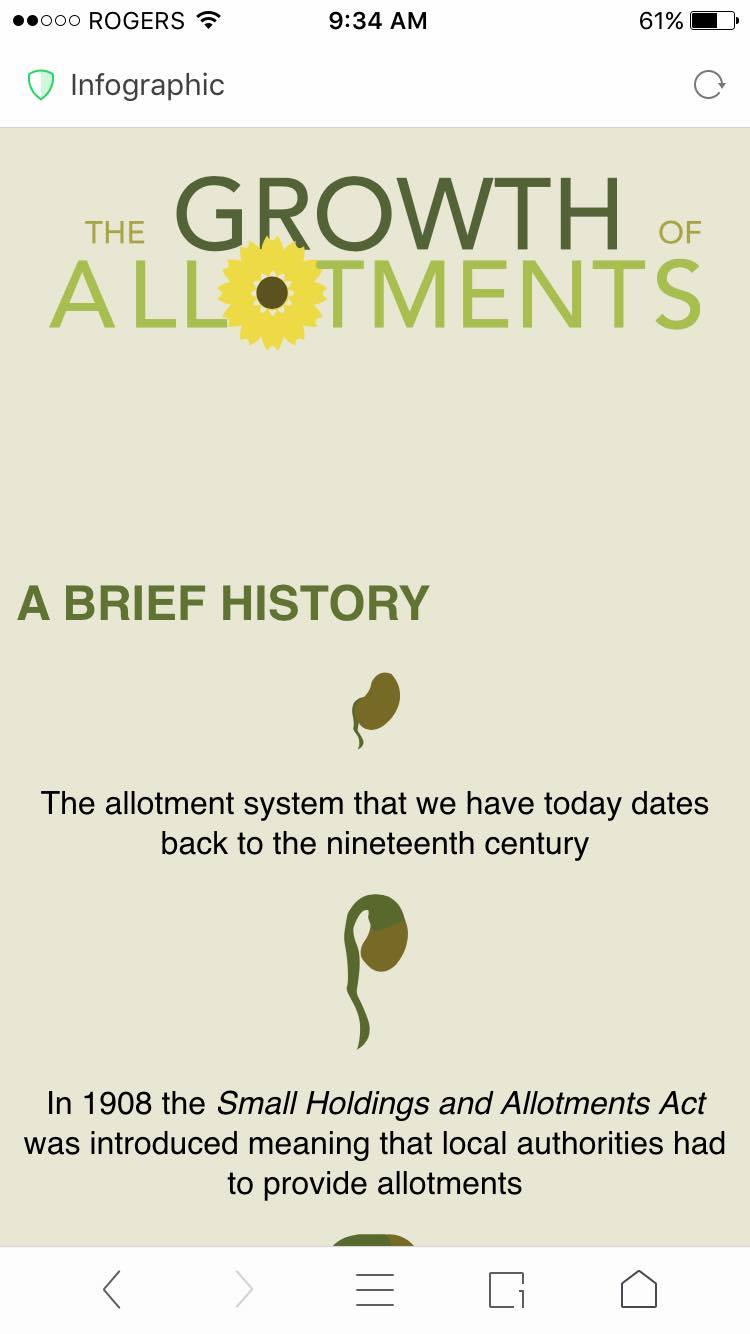 ROGERS 9:34 AM 61%
Infographic
THE GROWTH OF
ALLOTMENTS
A BRIEF HISTORY
The allotment system that we have today dates
back to the nineteenth century
In 1908 the Small Holdings and Allotments Act
was introduced meaning that local authorities had
to provide allotments
1